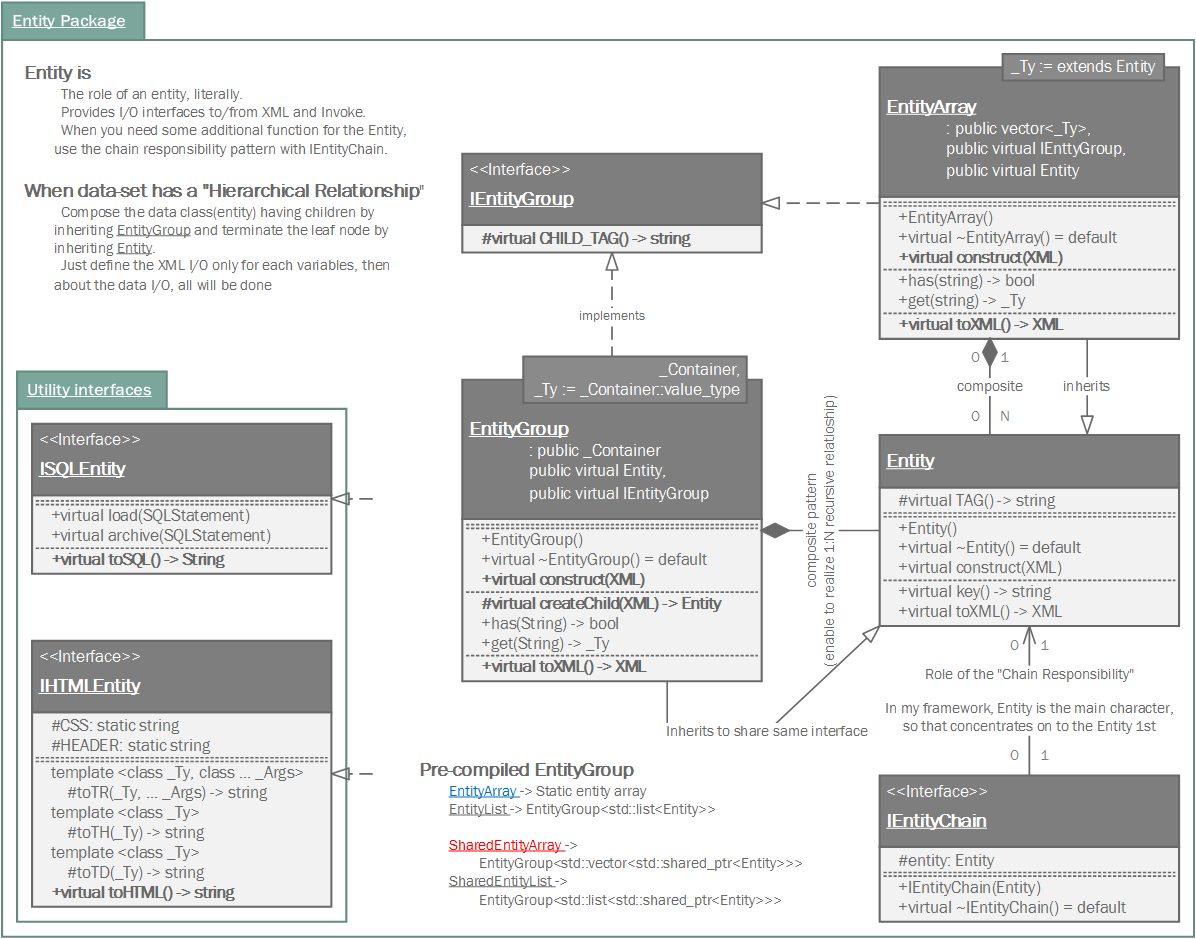 Entity Package
Entity is
The role of an entity, literally.
Provides I/O interfaces to/from XML and Invoke.
When you need some additional function for the Entity,
use the chain responsibility pattern with IEntityChain.
When data-set has a "Hierarchical Relationship"
Compose the data class(entity) having children by
inheriting EntityGroup and terminate the leaf node by
inheriting Entity.
Just define the XML I/O only for each variables, then
about the data I/O, all will be done
Utility interfaces
<<Interface>>
ISQLEntity
+virtual load(SQLStatement)
+virtual archive(SQLStatement)
+virtual toSQL() -> String
<<Interface>>
IHTMLEntity
#CSS: static string
#HEADER: static string
template <class _Ty, class ... _Args>
#toTR(_Ty, ... _Args) -> string
template <class _Ty>
#toTH(_Ty) -> string
template <class _Ty>
#toTD(_Ty) -> string
+virtual toHTML() -> string
<<Interface>>
IEntityGroup
#virtual CHILD_TAG() -> string
implements
_Container,
_Ty := _Container::value_type
EntityGroup
: public _Container
public virtual Entity,
public virtual IEntityGroup
+EntityGroup()
+virtual ~EntityGroup() = default
+virtual construct(XML)
#virtual createChild(XML) -> Entity
+has(String) -> bool
+get(String) -> _Ty
+virtual toXML() -> XML
composite pattern
(enable to realize 1:N recursive relatioship)
Inherits to share same interface
Pre-compiled EntityGroup
EntityArray -> Static entity array
EntityList -> EntityGroup<std::list<Entity>>
SharedEntityArray ->
EntityGroup<std::vector<std::shared_ptr<Entity>>>
SharedEntityList ->
EntityGroup<std::list<std::shared_ptr<Entity>>>
_Ty := extends Entity
EntityArray
: public vector<_Ty>,
public virtual IEnttyGroup,
public virtual Entity
+EntityArray()
+virtual ~EntityArray() = default
+virtual construct(XML)
+has(string) -> bool
+get(string) -> _Ty
+virtual toXML() -> XML
0 1
composite
0 N
inherits
Entity
#virtual TAG() -> string
+Entity()
+virtual ~Entity() = default
+virtual construct(XML)
+virtual key() -> string
+virtual toXML() -> XML
0 1
Role of the "Chain Responsibility"
In my framework, Entity is the main character,
so that concentrates on to the Entity 1st
0 1
<<Interface>>
IEntityChain
#entity: Entity
+IEntityChain(Entity)
+virtual ~IEntityChain() = default